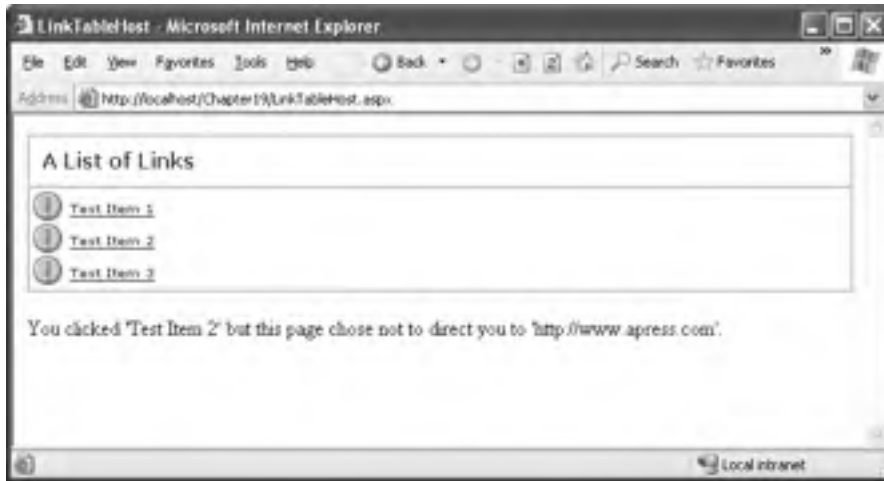 LinkTableHost - Microsoft Internet Explorer
File Edit View Favorites Tools Help Back Search Favorites »
Address http://localhost/Chapter19/LinkTableHost.aspx
A List of Links
Test Item 1
Test Item 2
Test Item 3
You clicked 'Test Item 2' but this page chose not to direct you to 'http://www.apress.com'.
Local intranet